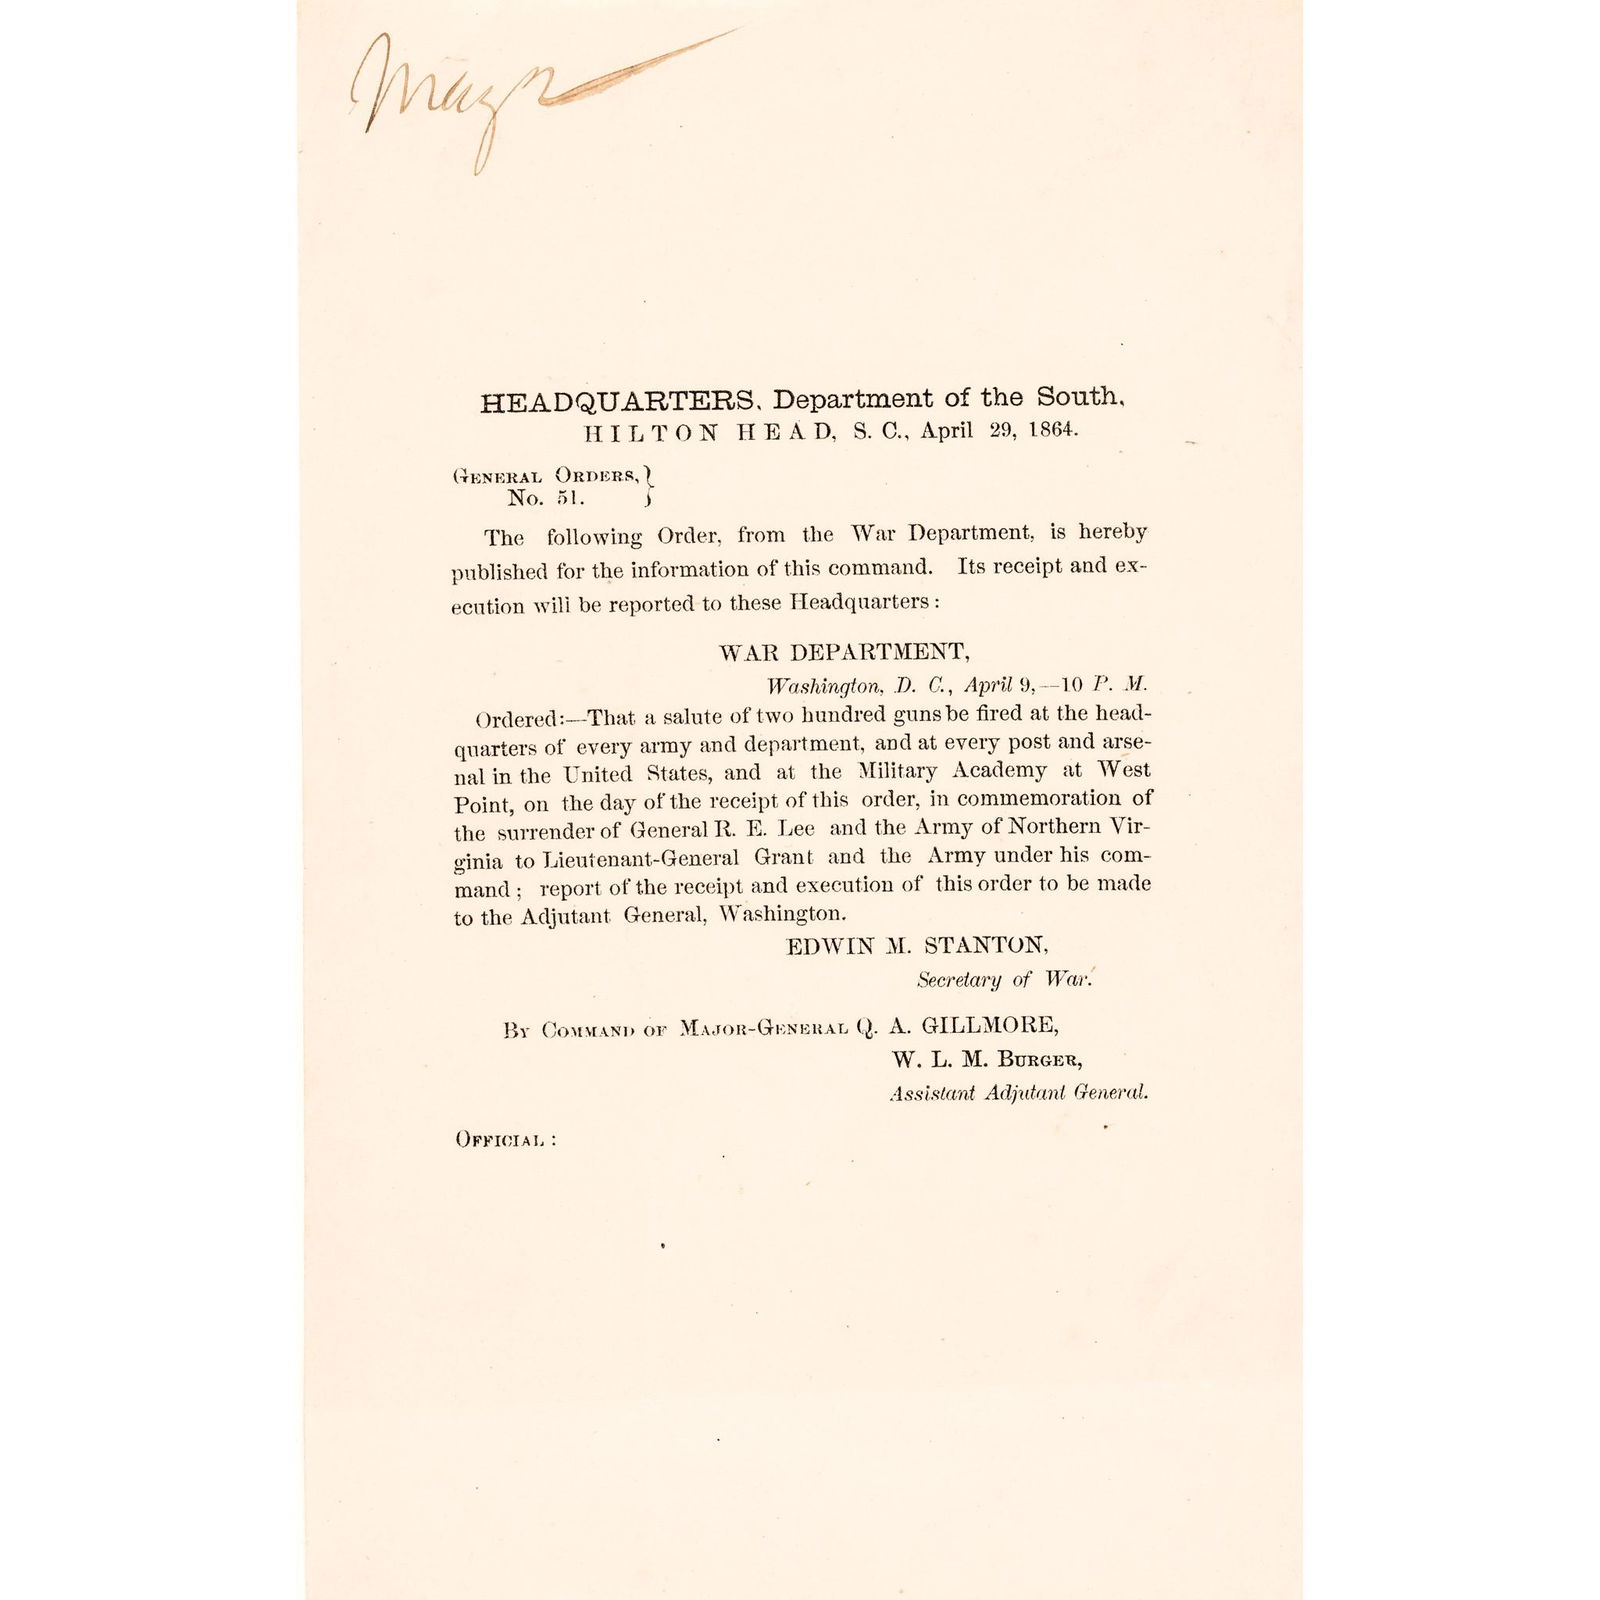 HEADQUARTERS, Department of the South,
HILTON HEAD, S. C., April 29, 1864.
GENERAL ORDERS, }
No. 51. }
The following Order, from the War Department, is hereby
published for the information of this command. Its receipt and ex-
ecution will be reported to these Headquarters :
WAR DEPARTMENT,
Washington, D. C., April 9,—10 P. M.
Ordered:—That a salute of two hundred guns be fired at the head-
quarters of every army and department, and at every post and arse-
nal in the United States, and at the Military Academy at West
Point, on the day of the receipt of this order, in commemoration of
the surrender of General R. E. Lee and the Army of Northern Vir-
ginia to Lieutenant-General Grant and the Army under his com-
mand ; report of the receipt and execution of this order to be made
to the Adjutant General, Washington.
EDWIN M. STANTON,
Secretary of War.
BY COMMAND OF MAJOR-GENERAL Q. A. GILLMORE,
W. L. M. BURGER,
Assistant Adjutant General.
OFFICIAL :